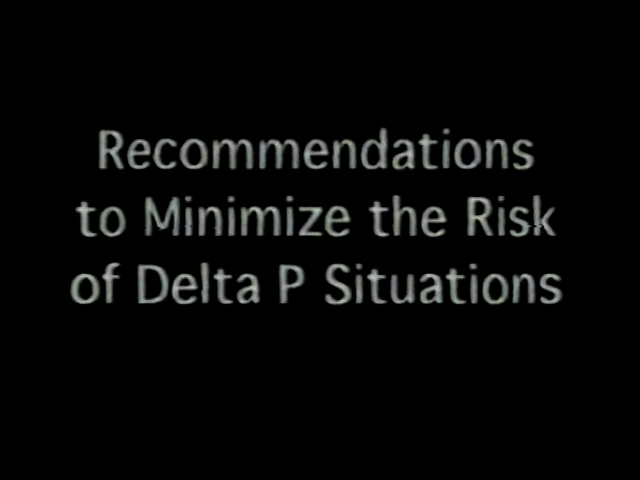 Recommendations
to Minimize the Risk
of Delta P Situations